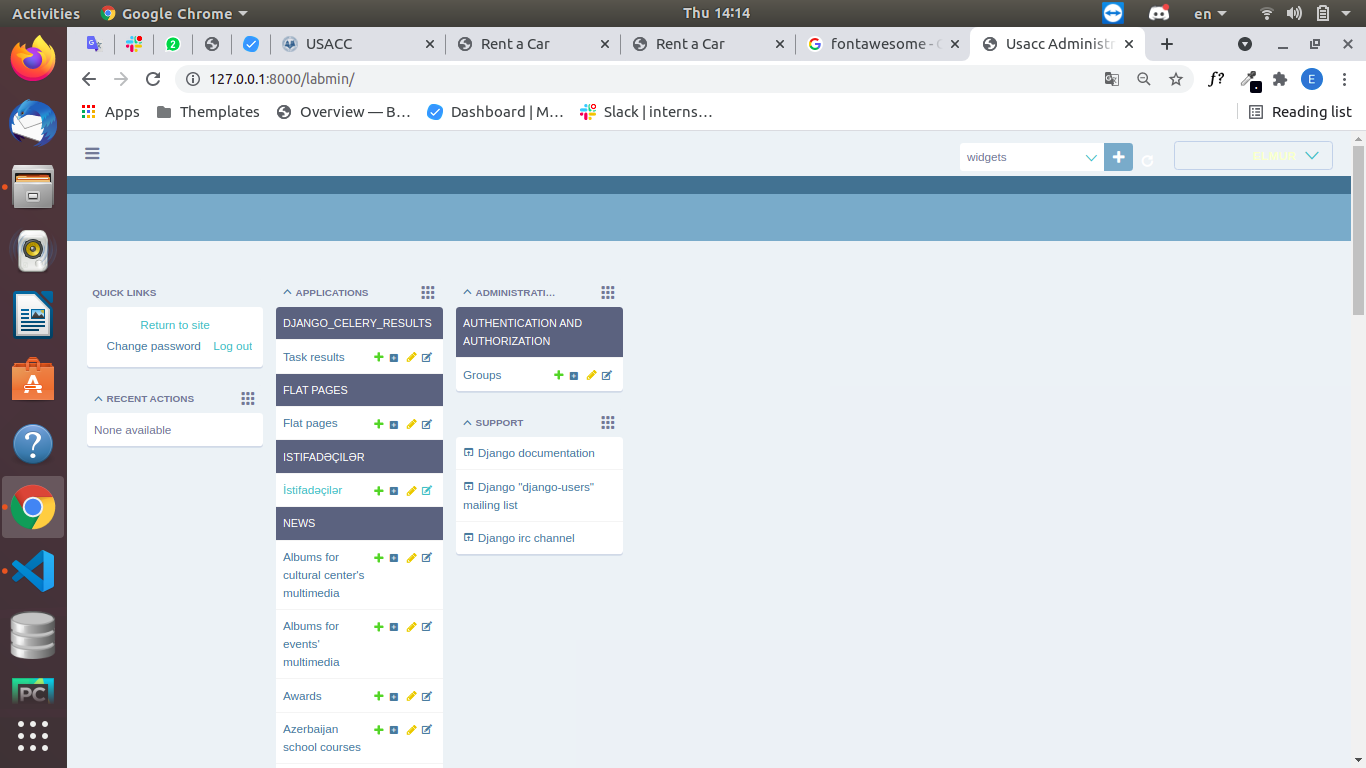 Activities
Google Chrome
Thu 14:14
en
2
USACC
Rent a Car
Rent a Car
fontawesome -
Usacc Administr
127.0.0.1:8000/labmin/
f?
E
Apps
Themplates
Overview — B…
Dashboard | M…
Slack | interns…
Reading list
widgets
ELMUR
QUICK LINKS
Return to site
Change password Log out
RECENT ACTIONS
None available
APPLICATIONS
DJANGO_CELERY_RESULTS
Task results
FLAT PAGES
Flat pages
ISTIFADƏÇILƏR
İstifadəçilər
NEWS
Albums for
cultural center's
multimedia
Albums for
events'
multimedia
Awards
Azerbaijan
school courses
ADMINISTRATI…
AUTHENTICATION AND
AUTHORIZATION
Groups
SUPPORT
Django documentation
Django "django-users"
mailing list
Django irc channel
PC